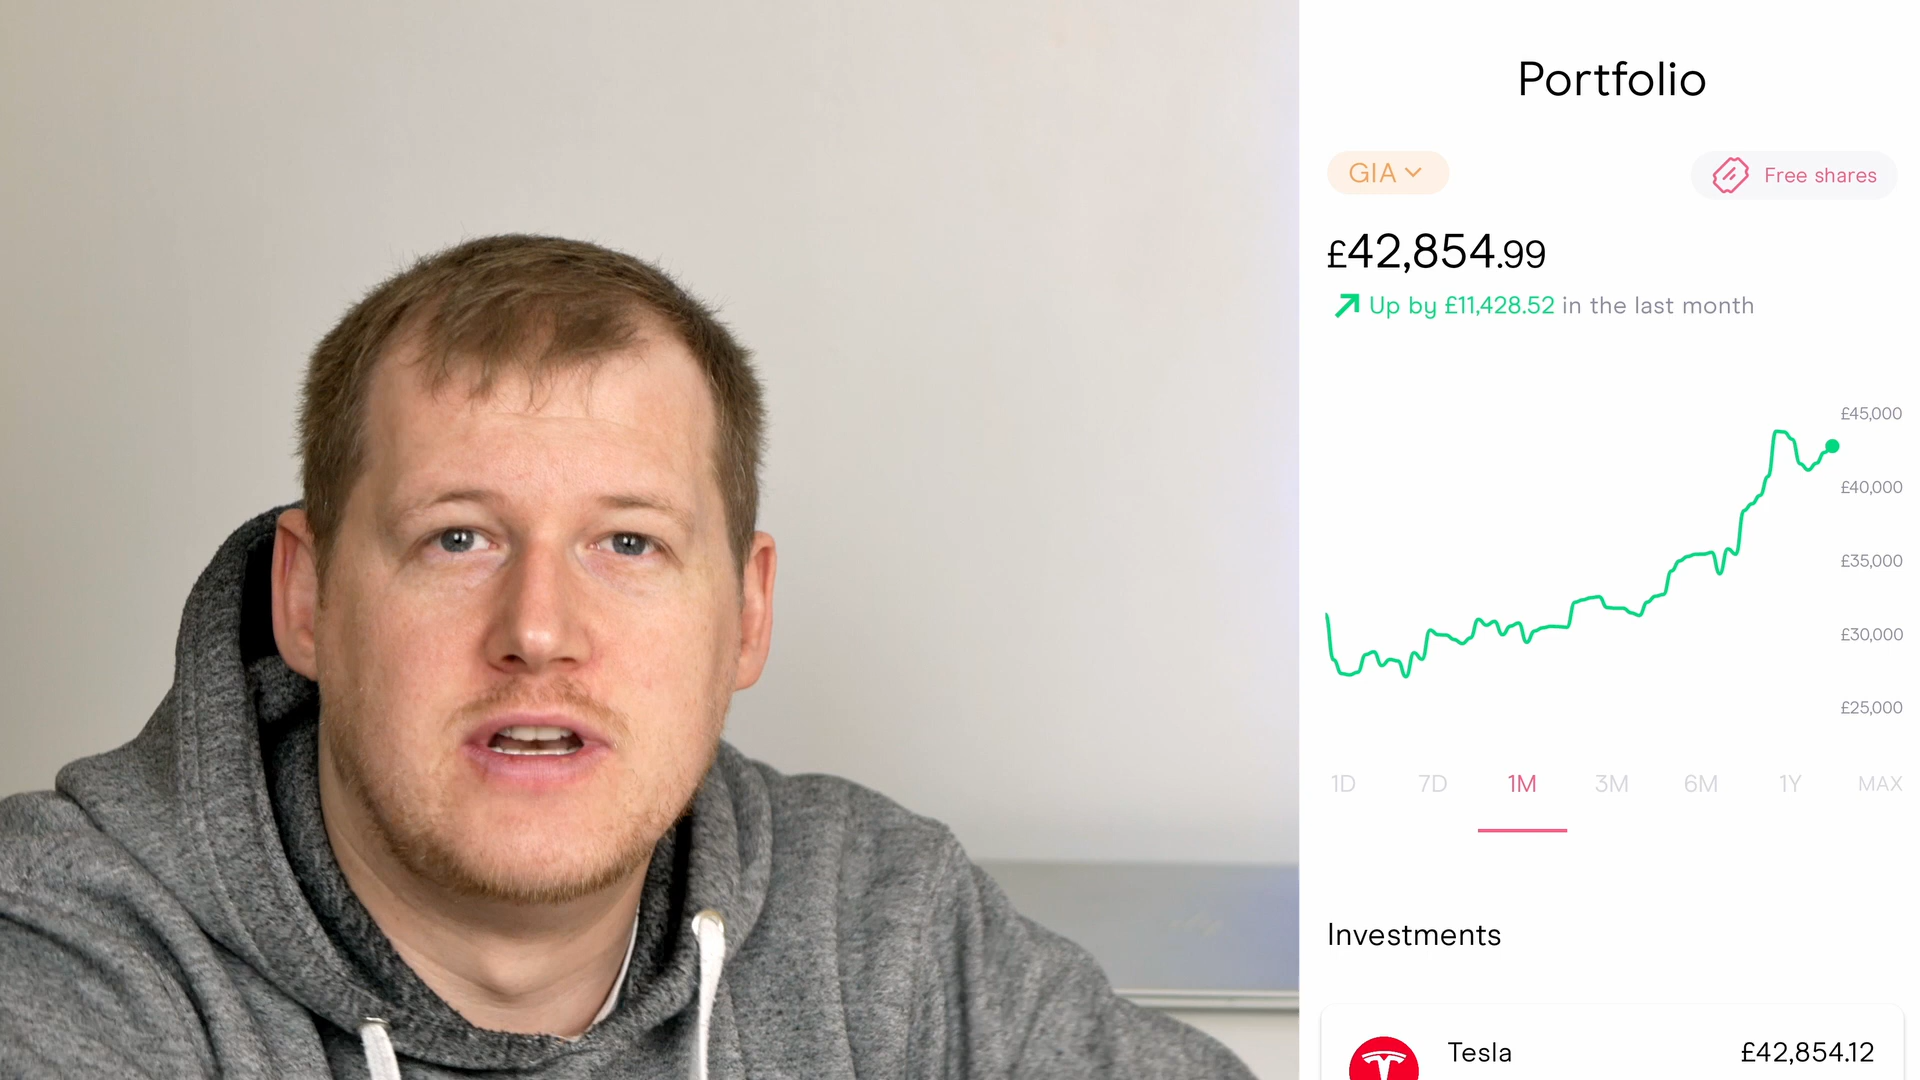 Portfolio
GIA
Free shares
£42,854.99
Up by £11,428.52 in the last month
£45,000
£40,000
£35,000
£30,000
£25,000
1D 7D 1M 3M 6M 1Y MAX
Investments
Tesla £42,854.12